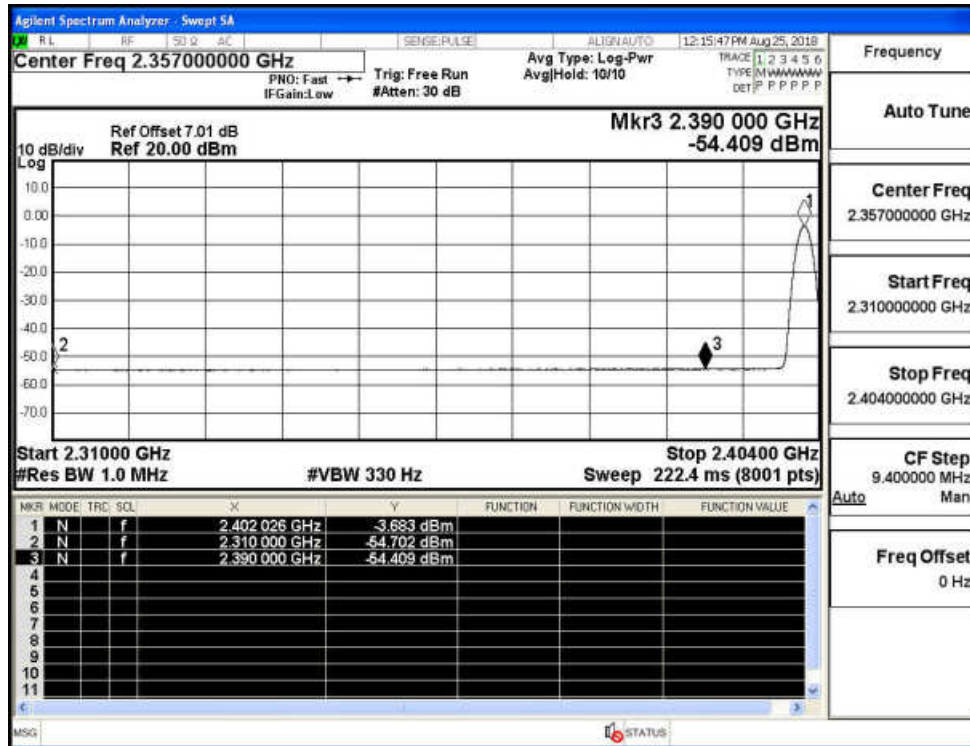 Agilent Spectrum Analyzer - Swept SA
RL RF 50 Ω AC SENSE:PULSE ALIGNAUTO 12:15:47 PM Aug 25, 2018
Center Freq 2.357000000 GHz
PNO: Fast
IFGain:Low
Trig: Free Run
#Atten: 30 dB
Avg Type: Log-Pwr
Avg|Hold: 10/10
TRACE 1 2 3 4 5 6
TYPE MWWWWW
DET P P P P P P
Mkr3 2.390 000 GHz
-54.409 dBm
Ref Offset 7.01 dB
10 dB/div Ref 20.00 dBm
Log
10.0
0.00
-10.0
-20.0
-30.0
-40.0
-50.0
-60.0
-70.0
1
2
3
Start 2.31000 GHz Stop 2.40400 GHz
#Res BW 1.0 MHz #VBW 330 Hz Sweep 222.4 ms (8001 pts)
MKR MODE TRC SCL X Y FUNCTION FUNCTION WIDTH FUNCTION VALUE
1 N f 2.402 026 GHz -3.683 dBm
2 N f 2.310 000 GHz -54.702 dBm
3 N f 2.390 000 GHz -54.409 dBm
4
5
6
7
8
9
10
11
MSG STATUS
Frequency
Auto Tune
Center Freq
2.357000000 GHz
Start Freq
2.310000000 GHz
Stop Freq
2.404000000 GHz
CF Step
9.400000 MHz
Auto Man
Freq Offset
0 Hz